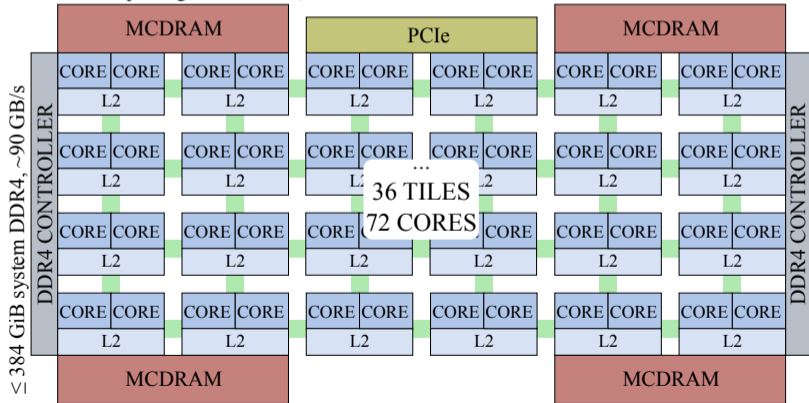 MCDRAM PCIe MCDRAM
CORE CORE CORE CORE CORE CORE CORE CORE CORE CORE CORE CORE
L2 L2 L2 L2 L2 L2
CORE CORE CORE CORE CORE CORE CORE CORE CORE CORE
L2 L2 L2 L2
...
36 TILES
72 CORES
CORE CORE CORE CORE CORE CORE CORE CORE CORE CORE
L2 L2 L2 L2 L2 L2
CORE CORE CORE CORE CORE CORE CORE CORE CORE CORE CORE CORE
L2 L2 L2 L2 L2 L2
MCDRAM MCDRAM
≤ 384 GiB system DDR4, ~90 GB/s
DDR4 CONTROLLER
DDR4 CONTROLLER